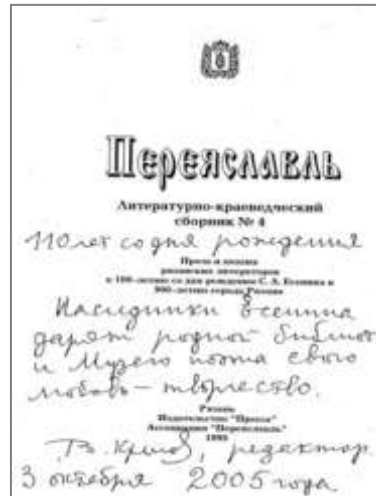 Переяславль
Литературно-краеведческий
сборник № 4
110 лет со дня рождения
Проза и поэзия
рязанских литераторов
к 100-летию со дня рождения С. А. Есенина и
900-летию города Рязани
Наследники Есенина
дарят родной библиот
и Музею поэта свою
любовь – творчество.
Рязань
Издательство "Пресса"
Ассоциация "Переяславль"
1995
редактор
3 октября 2005 года.